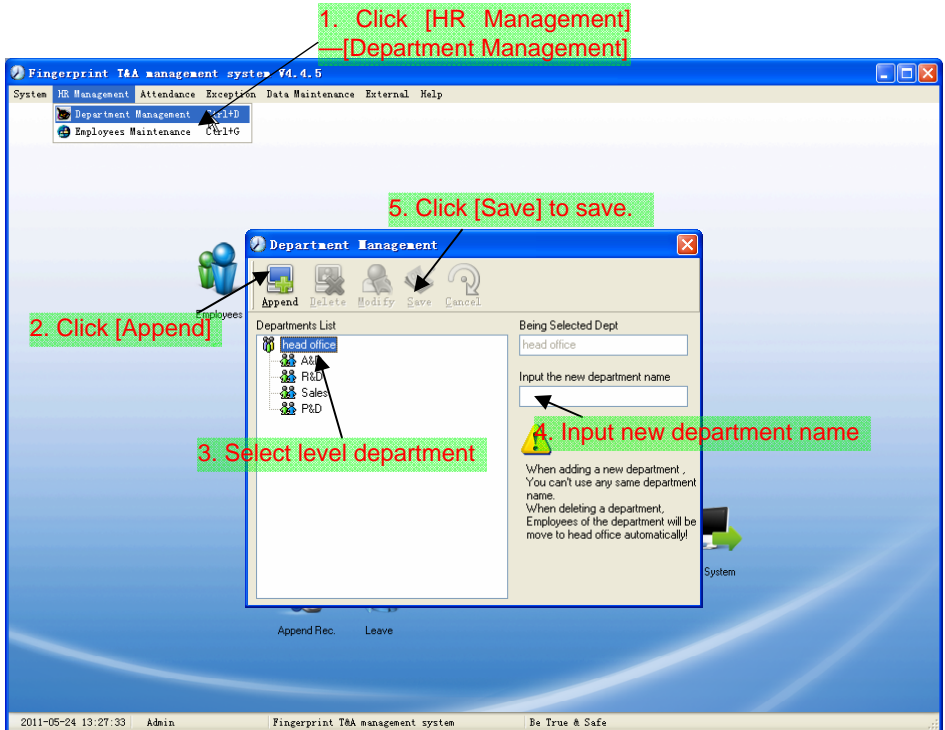 1. Click [HR Management]
—[Department Management]
Fingerprint T&A management system V4.4.5
System HR Management Attendance Exception Data Maintenance External Help
Department Management Ctrl+D
Employees Maintenance Ctrl+G
5. Click [Save] to save.
Department Management
Append Delete Modify Save Cancel
Employees
2. Click [Append]
Departments List
Being Selected Dept
head office
head office
A&D
R&D
Sales
P&D
Input the new department name
4. Input new department name
3. Select level department
When adding a new department ,
You can't use any same department
name.
When deleting a department,
Employees of the department will be
move to head office automatically!
System
Append Rec. Leave
2011-05-24 13:27:33 Admin Fingerprint T&A management system Be True & Safe